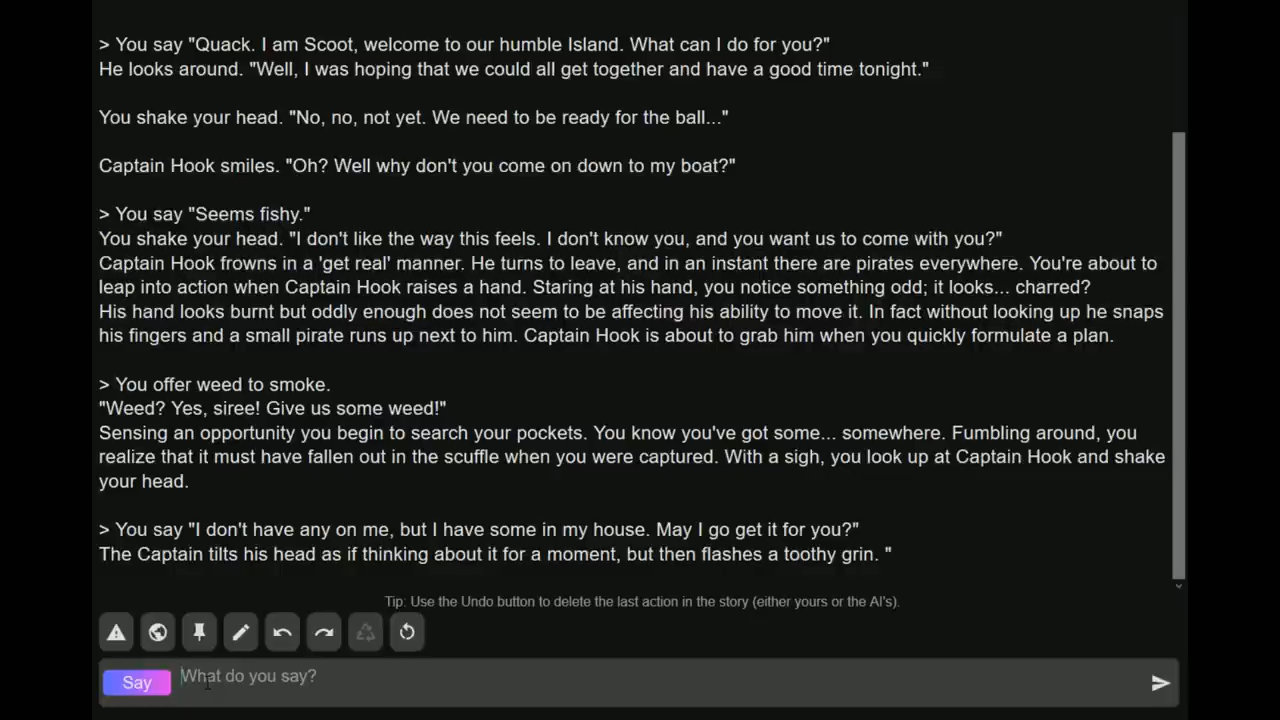 > You say "Quack. I am Scoot, welcome to our humble Island. What can I do for you?"
He looks around. "Well, I was hoping that we could all get together and have a good time tonight."
You shake your head. "No, no, not yet. We need to be ready for the ball..."
Captain Hook smiles. "Oh? Well why don't you come on down to my boat?"
> You say "Seems fishy."
You shake your head. "I don't like the way this feels. I don't know you, and you want us to come with you?"
Captain Hook frowns in a 'get real' manner. He turns to leave, and in an instant there are pirates everywhere. You're about to
leap into action when Captain Hook raises a hand. Staring at his hand, you notice something odd; it looks... charred?
His hand looks burnt but oddly enough does not seem to be affecting his ability to move it. In fact without looking up he snaps
his fingers and a small pirate runs up next to him. Captain Hook is about to grab him when you quickly formulate a plan.
> You offer weed to smoke.
"Weed? Yes, siree! Give us some weed!"
Sensing an opportunity you begin to search your pockets. You know you've got some... somewhere. Fumbling around, you
realize that it must have fallen out in the scuffle when you were captured. With a sigh, you look up at Captain Hook and shake
your head.
> You say "I don't have any on me, but I have some in my house. May I go get it for you?"
The Captain tilts his head as if thinking about it for a moment, but then flashes a toothy grin. "
Tip: Use the Undo button to delete the last action in the story (either yours or the AI's).
Say What do you say?